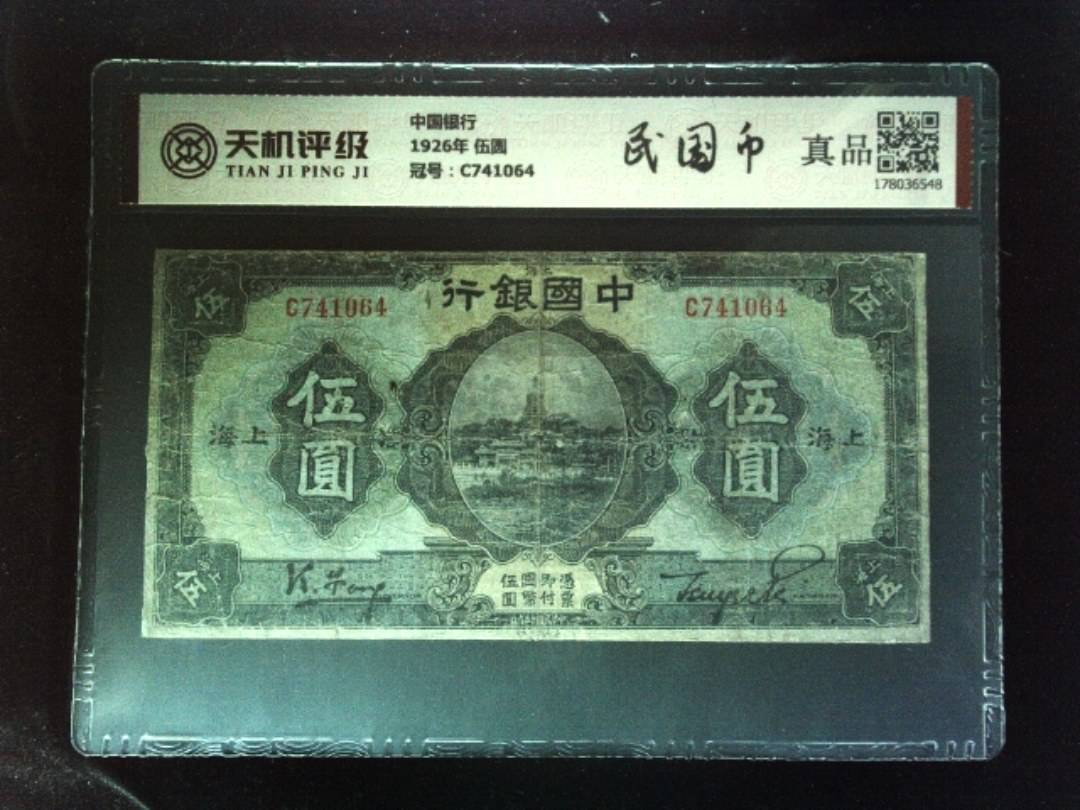 天机评级
TIAN JI PING JI
中国银行
1926年 伍圆
冠号：C741064
民国币
真品
178036548
行銀國中
C741064
C741064
伍
伍
伍圓
伍圓
海上
海上
伍
伍
伍圓 國幣 即付 憑票